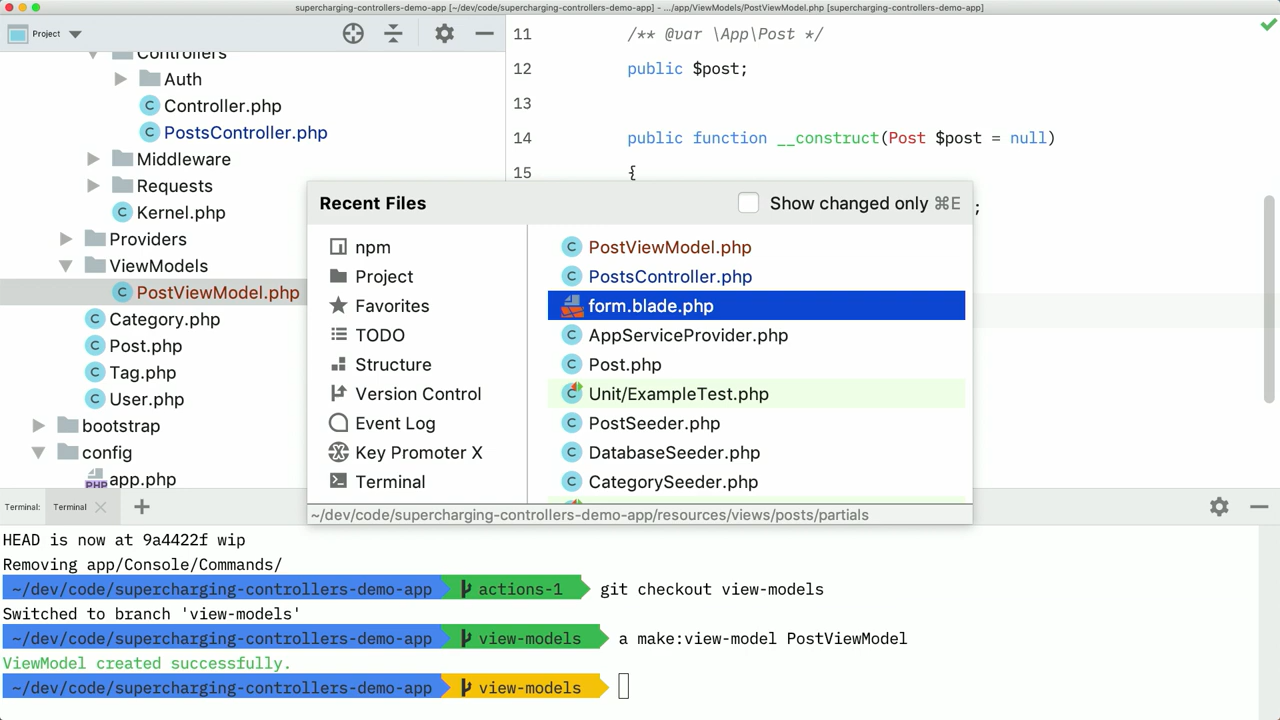 supercharging-controllers-demo-app [~/dev/code/supercharging-controllers-demo-app] - .../app/ViewModels/PostViewModel.php [supercharging-controllers-demo-app]
Project
Controllers
Auth
Controller.php
PostsController.php
Middleware
Requests
Kernel.php
Providers
ViewModels
PostViewModel.php
Category.php
Post.php
Tag.php
User.php
bootstrap
config
app.php
11 /** @var \App\Post */
12 public $post;
13
14 public function __construct(Post $post = null)
15 {
;
Recent Files
Show changed only ⌘E
npm
Project
Favorites
TODO
Structure
Version Control
Event Log
Key Promoter X
Terminal
PostViewModel.php
PostsController.php
form.blade.php
AppServiceProvider.php
Post.php
Unit/ExampleTest.php
PostSeeder.php
DatabaseSeeder.php
CategorySeeder.php
~/dev/code/supercharging-controllers-demo-app/resources/views/posts/partials
Terminal: Terminal
HEAD is now at 9a4422f wip
Removing app/Console/Commands/
~/dev/code/supercharging-controllers-demo-app actions-1 git checkout view-models
Switched to branch 'view-models'
~/dev/code/supercharging-controllers-demo-app view-models a make:view-model PostViewModel
ViewModel created successfully.
~/dev/code/supercharging-controllers-demo-app view-models